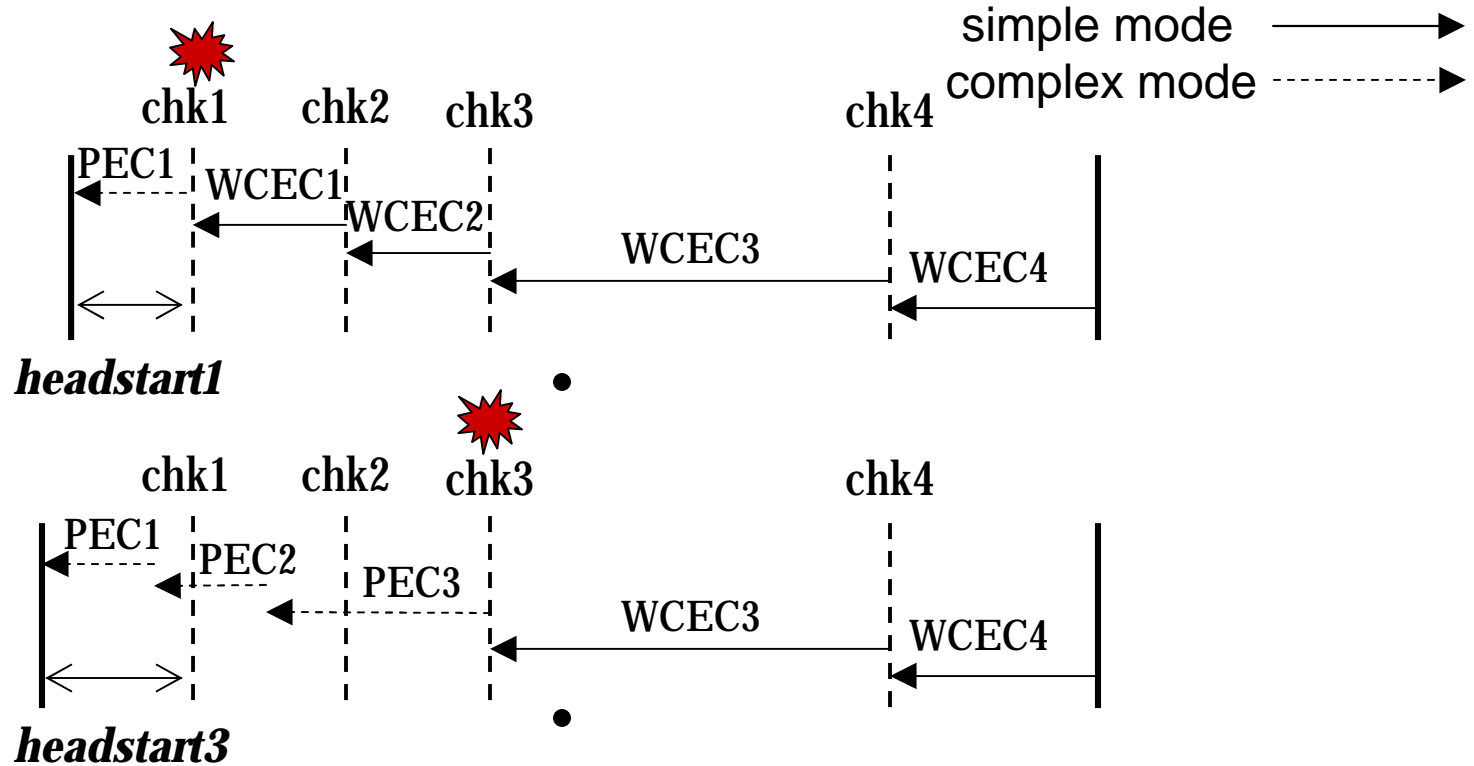 simple mode
complex mode
chk1 chk2 chk3 chk4
PEC1
WCEC1
WCEC2
WCEC3
WCEC4
headstart1
chk1 chk2 chk3 chk4
PEC1
PEC2
PEC3
WCEC3
WCEC4
headstart3